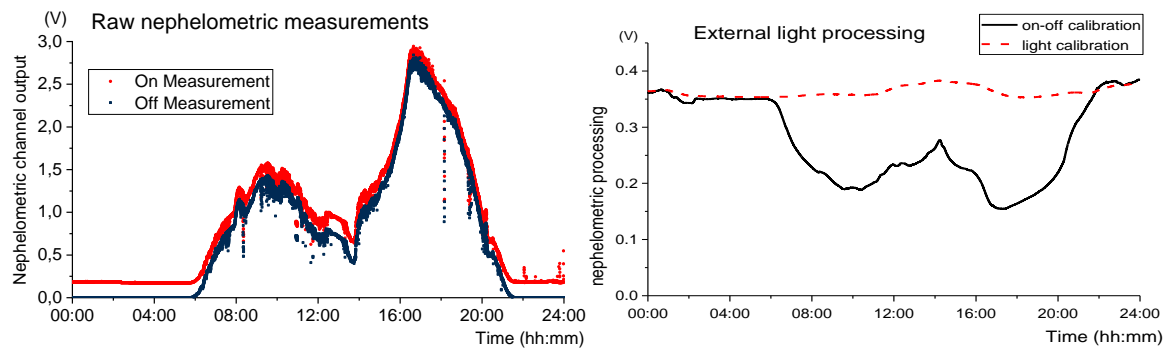 (V)
Raw nephelometric measurements
On Measurement
Off Measurement
Nephelometric channel output
3,0
2,5
2,0
1,5
1,0
0,5
0,0
00:00 04:00 08:00 12:00 16:00 20:00 24:00
Time (hh:mm)
(V)
External light processing
on-off calibration
light calibration
nephelometric processing
0.4
0.3
0.2
0.1
0.0
00:00 04:00 08:00 12:00 16:00 20:00 24:00
Time (hh:mm)